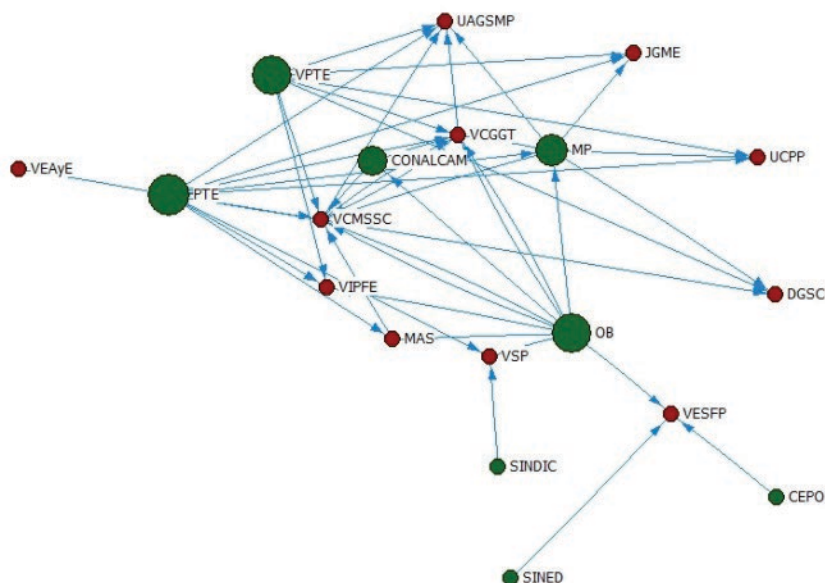 UAGSMP
JGME
VPTE
VCGGT
MP
CONALCAM
UCPP
VEAyE
PTE
VCMSSC
VIPFE
DGSC
OB
MAS
VSP
VESFP
SINDIC
CEPO
SINED